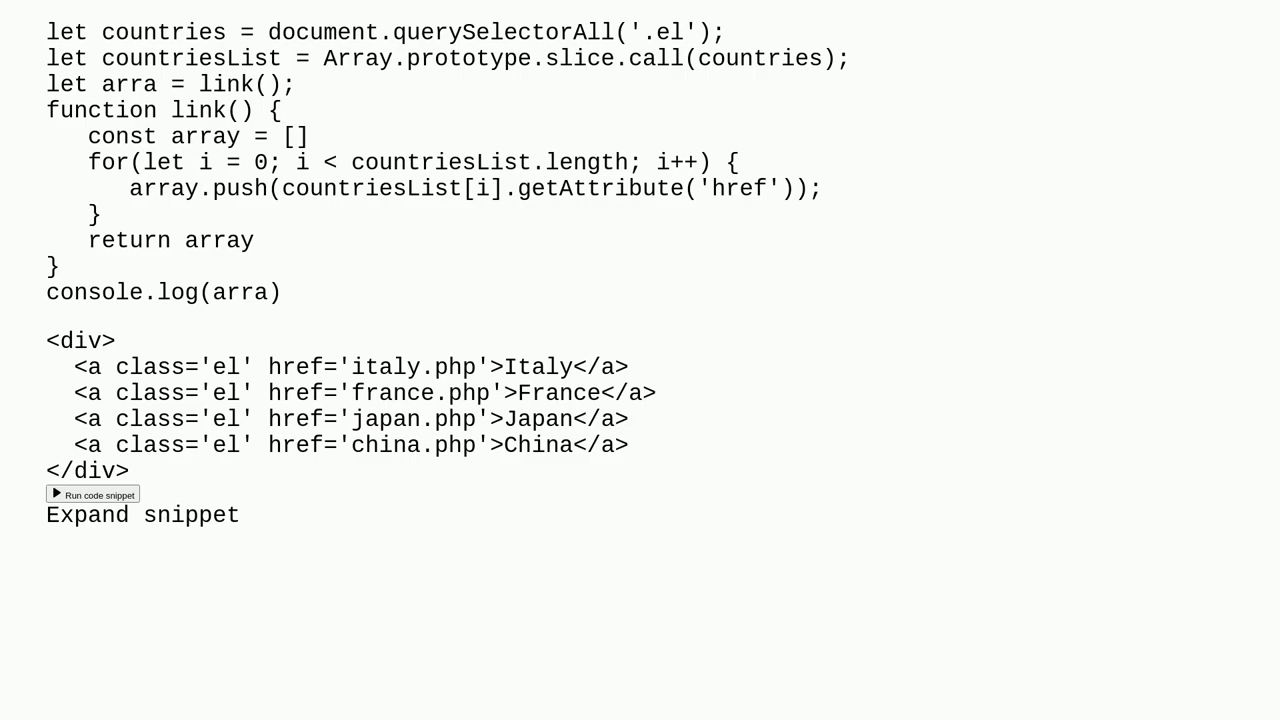 let countries = document.querySelectorAll('.el');
let countriesList = Array.prototype.slice.call(countries);
let arra = link();
function link() {
   const array = []
   for(let i = 0; i < countriesList.length; i++) {
      array.push(countriesList[i].getAttribute('href'));
   }
   return array
}
console.log(arra)

<div>
  <a class='el' href='italy.php'>Italy</a>
  <a class='el' href='france.php'>France</a>
  <a class='el' href='japan.php'>Japan</a>
  <a class='el' href='china.php'>China</a>
</div>
Run code snippet
Expand snippet